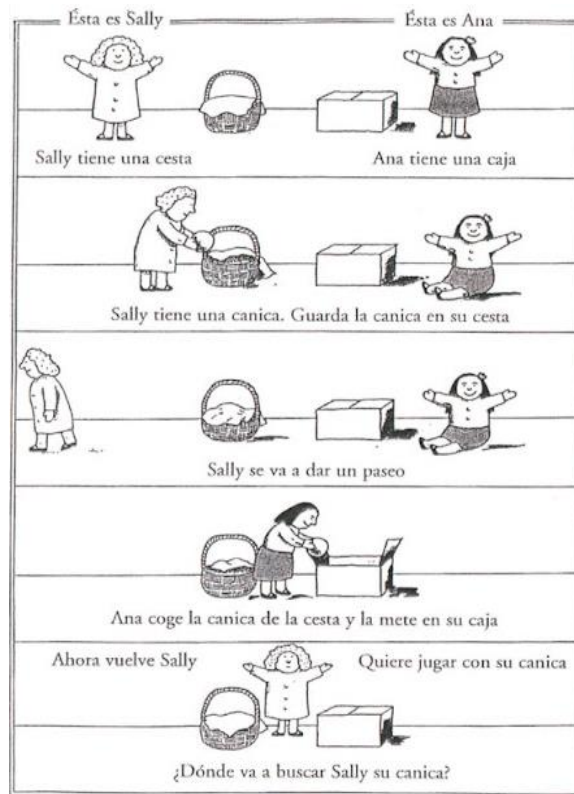 Ésta es Sally
Ésta es Ana
Sally tiene una cesta
Ana tiene una caja
Sally tiene una canica. Guarda la canica en su cesta
Sally se va a dar un paseo
Ana coge la canica de la cesta y la mete en su caja
Ahora vuelve Sally
Quiere jugar con su canica
¿Dónde va a buscar Sally su canica?